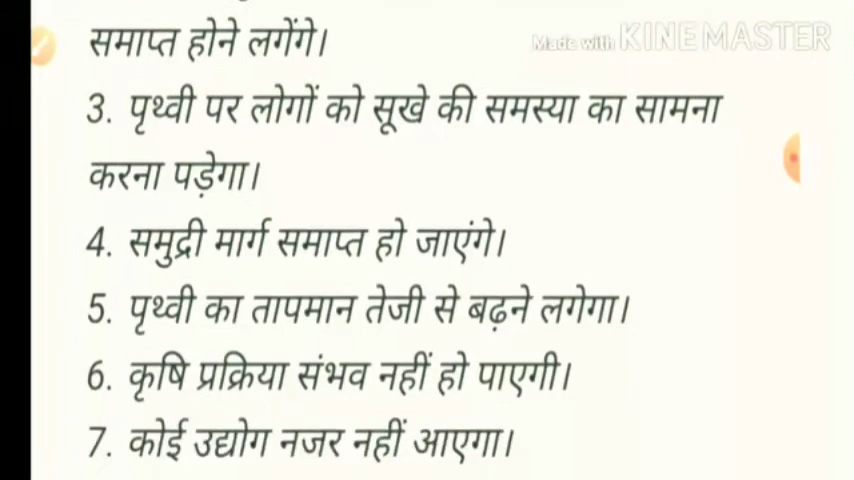 समाप्त होने लगेंगे।
Made with KINEMASTER
3. पृथ्वी पर लोगों को सूखे की समस्या का सामना
करना पड़ेगा।
4. समुद्री मार्ग समाप्त हो जाएंगे।
5. पृथ्वी का तापमान तेजी से बढ़ने लगेगा।
6. कृषि प्रक्रिया संभव नहीं हो पाएगी।
7. कोई उद्योग नजर नहीं आएगा।